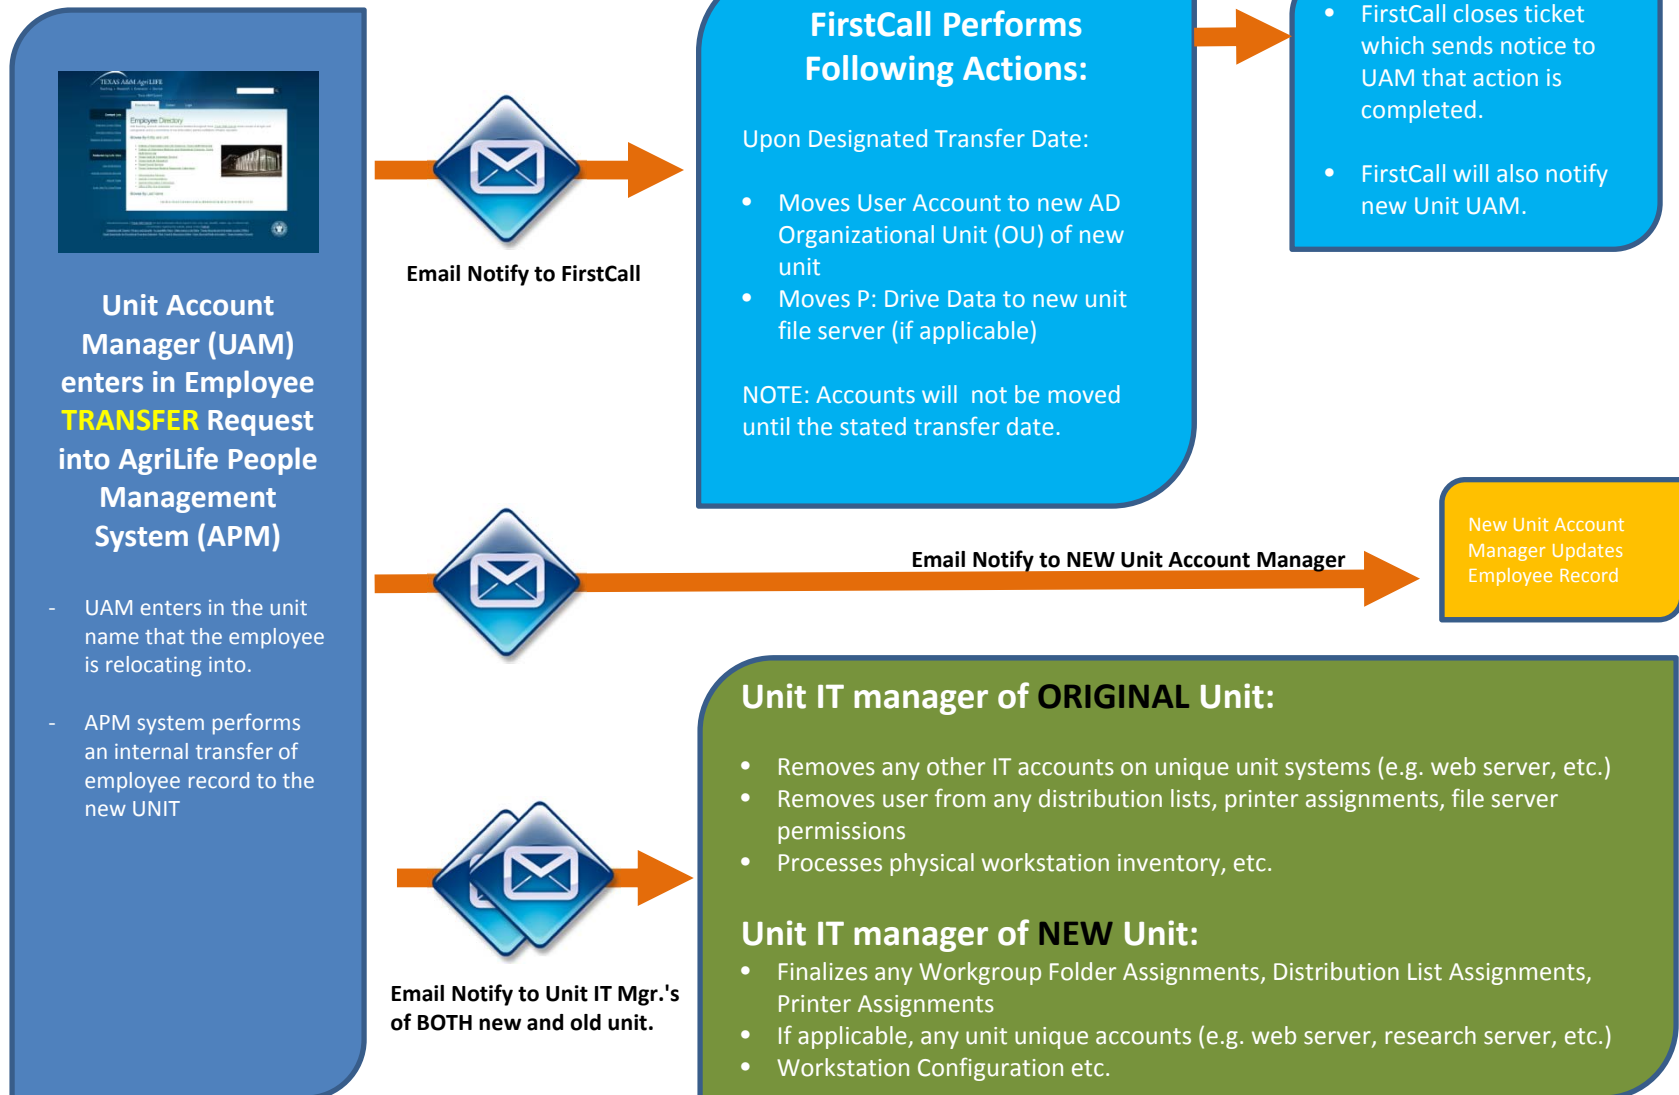 TEXAS A&M AgriLIFE
Employee Directory
Unit Account
Manager (UAM)
enters in Employee
TRANSFER Request
into AgriLife People
Management
System (APM)
- UAM enters in the unit
name that the employee
is relocating into.
- APM system performs
an internal transfer of
employee record to the
new UNIT
Email Notify to FirstCall
FirstCall Performs
Following Actions:
Upon Designated Transfer Date:
• Moves User Account to new AD
Organizational Unit (OU) of new
unit
• Moves P: Drive Data to new unit
file server (if applicable)
NOTE: Accounts will  not be moved
until the stated transfer date.
• FirstCall closes ticket
which sends notice to
UAM that action is
completed.
• FirstCall will also notify
new Unit UAM.
Email Notify to NEW Unit Account Manager
New Unit Account
Manager Updates
Employee Record
Email Notify to Unit IT Mgr.'s
of BOTH new and old unit.
Unit IT manager of ORIGINAL Unit:
• Removes any other IT accounts on unique unit systems (e.g. web server, etc.)
• Removes user from any distribution lists, printer assignments, file server
permissions
• Processes physical workstation inventory, etc.
Unit IT manager of NEW Unit:
• Finalizes any Workgroup Folder Assignments, Distribution List Assignments,
Printer Assignments
• If applicable, any unit unique accounts (e.g. web server, research server, etc.)
• Workstation Configuration etc.